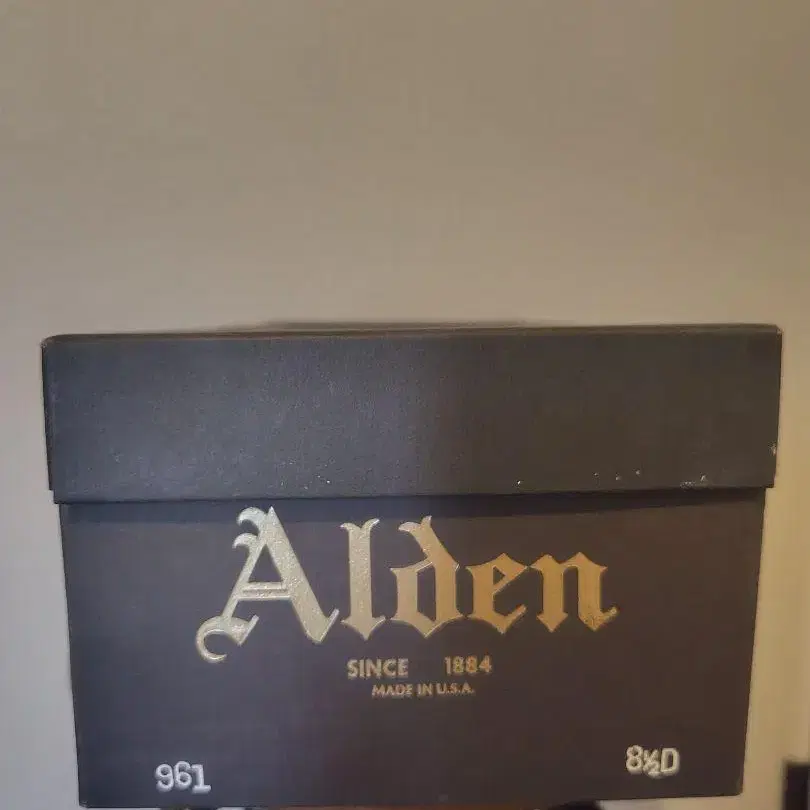 Alden
SINCE 1884
MADE IN U.S.A.
961 8½D